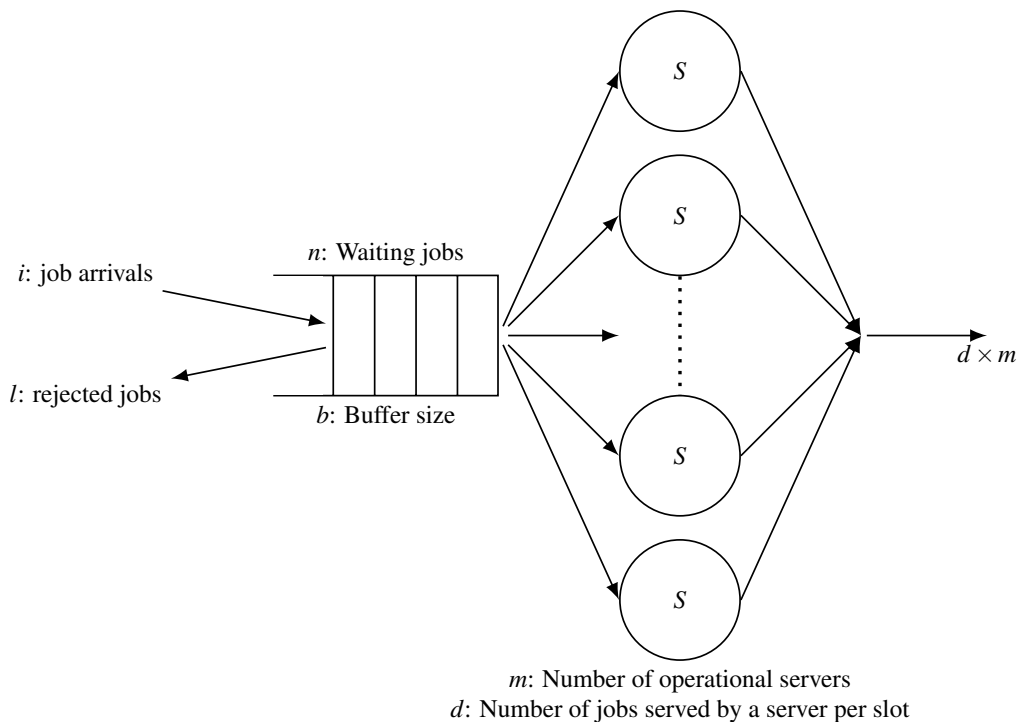 S
S
n: Waiting jobs
i: job arrivals
d × m
l: rejected jobs
b: Buffer size
S
S
m: Number of operational servers
d: Number of jobs served by a server per slot